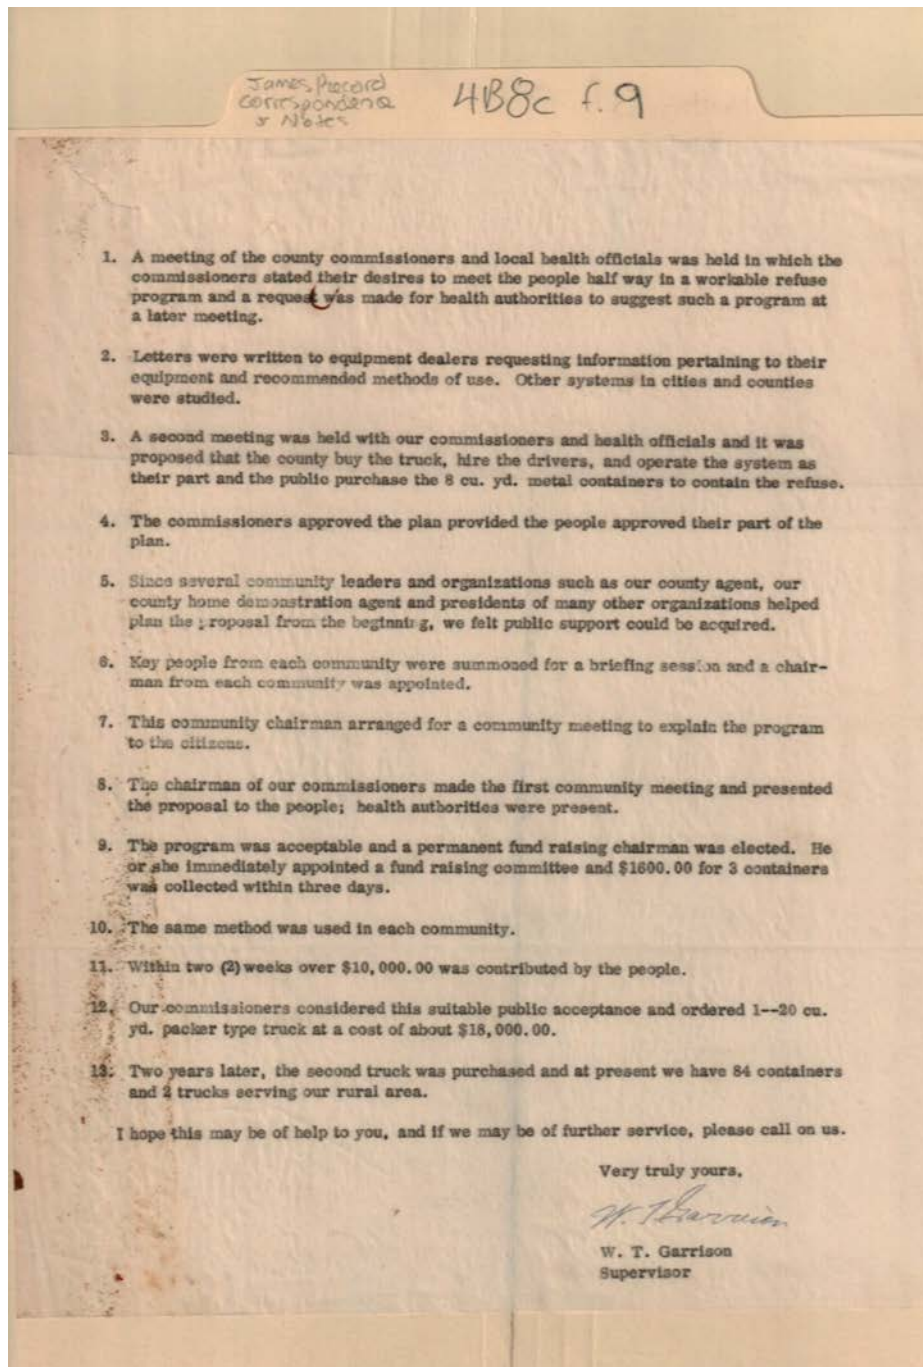 James Procord
Correspondence
& Notes
4B8c f.9
1. A meeting of the county commissioners and local health officials was held in which the
commissioners stated their desires to meet the people half way in a workable refuse
program and a request was made for health authorities to suggest such a program at
a later meeting.
2. Letters were written to equipment dealers requesting information pertaining to their
equipment and recommended methods of use. Other systems in cities and counties
were studied.
3. A second meeting was held with our commissioners and health officials and it was
proposed that the county buy the truck, hire the drivers, and operate the system as
their part and the public purchase the 8 cu. yd. metal containers to contain the refuse.
4. The commissioners approved the plan provided the people approved their part of the
plan.
5. Since several community leaders and organizations such as our county agent, our
county home demonstration agent and presidents of many other organizations helped
plan the proposal from the beginning, we felt public support could be acquired.
6. Key people from each community were summoned for a briefing session and a chair-
man from each community was appointed.
7. This community chairman arranged for a community meeting to explain the program
to the citizens.
8. The chairman of our commissioners made the first community meeting and presented
the proposal to the people; health authorities were present.
9. The program was acceptable and a permanent fund raising chairman was elected. He
or she immediately appointed a fund raising committee and $1600.00 for 3 containers
was collected within three days.
10. The same method was used in each community.
11. Within two (2) weeks over $10,000.00 was contributed by the people.
12. Our commissioners considered this suitable public acceptance and ordered 1--20 cu.
yd. packer type truck at a cost of about $18,000.00.
13. Two years later, the second truck was purchased and at present we have 84 containers
and 2 trucks serving our rural area.
I hope this may be of help to you, and if we may be of further service, please call on us.
Very truly yours,
W. T. Garrison
W. T. Garrison
Supervisor